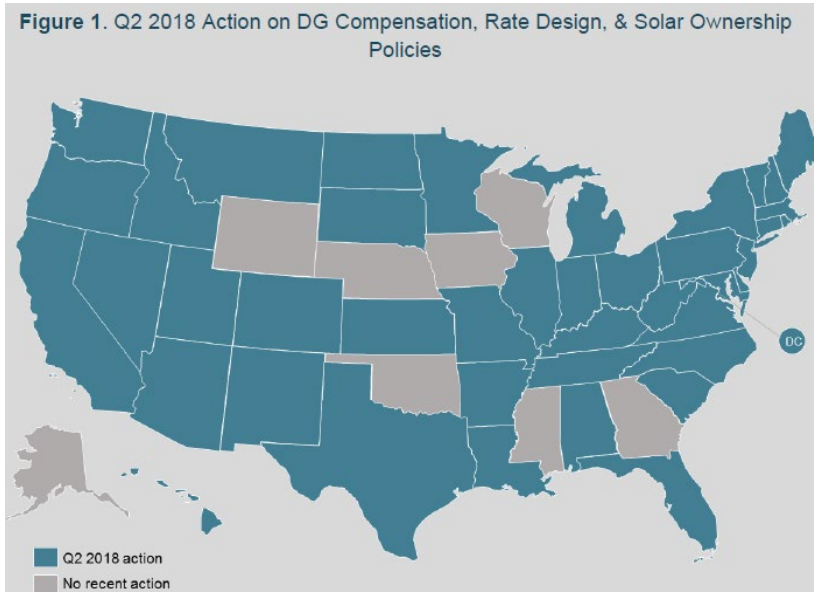 Figure 1. Q2 2018 Action on DG Compensation, Rate Design, & Solar Ownership
Policies
DC
Q2 2018 action
No recent action